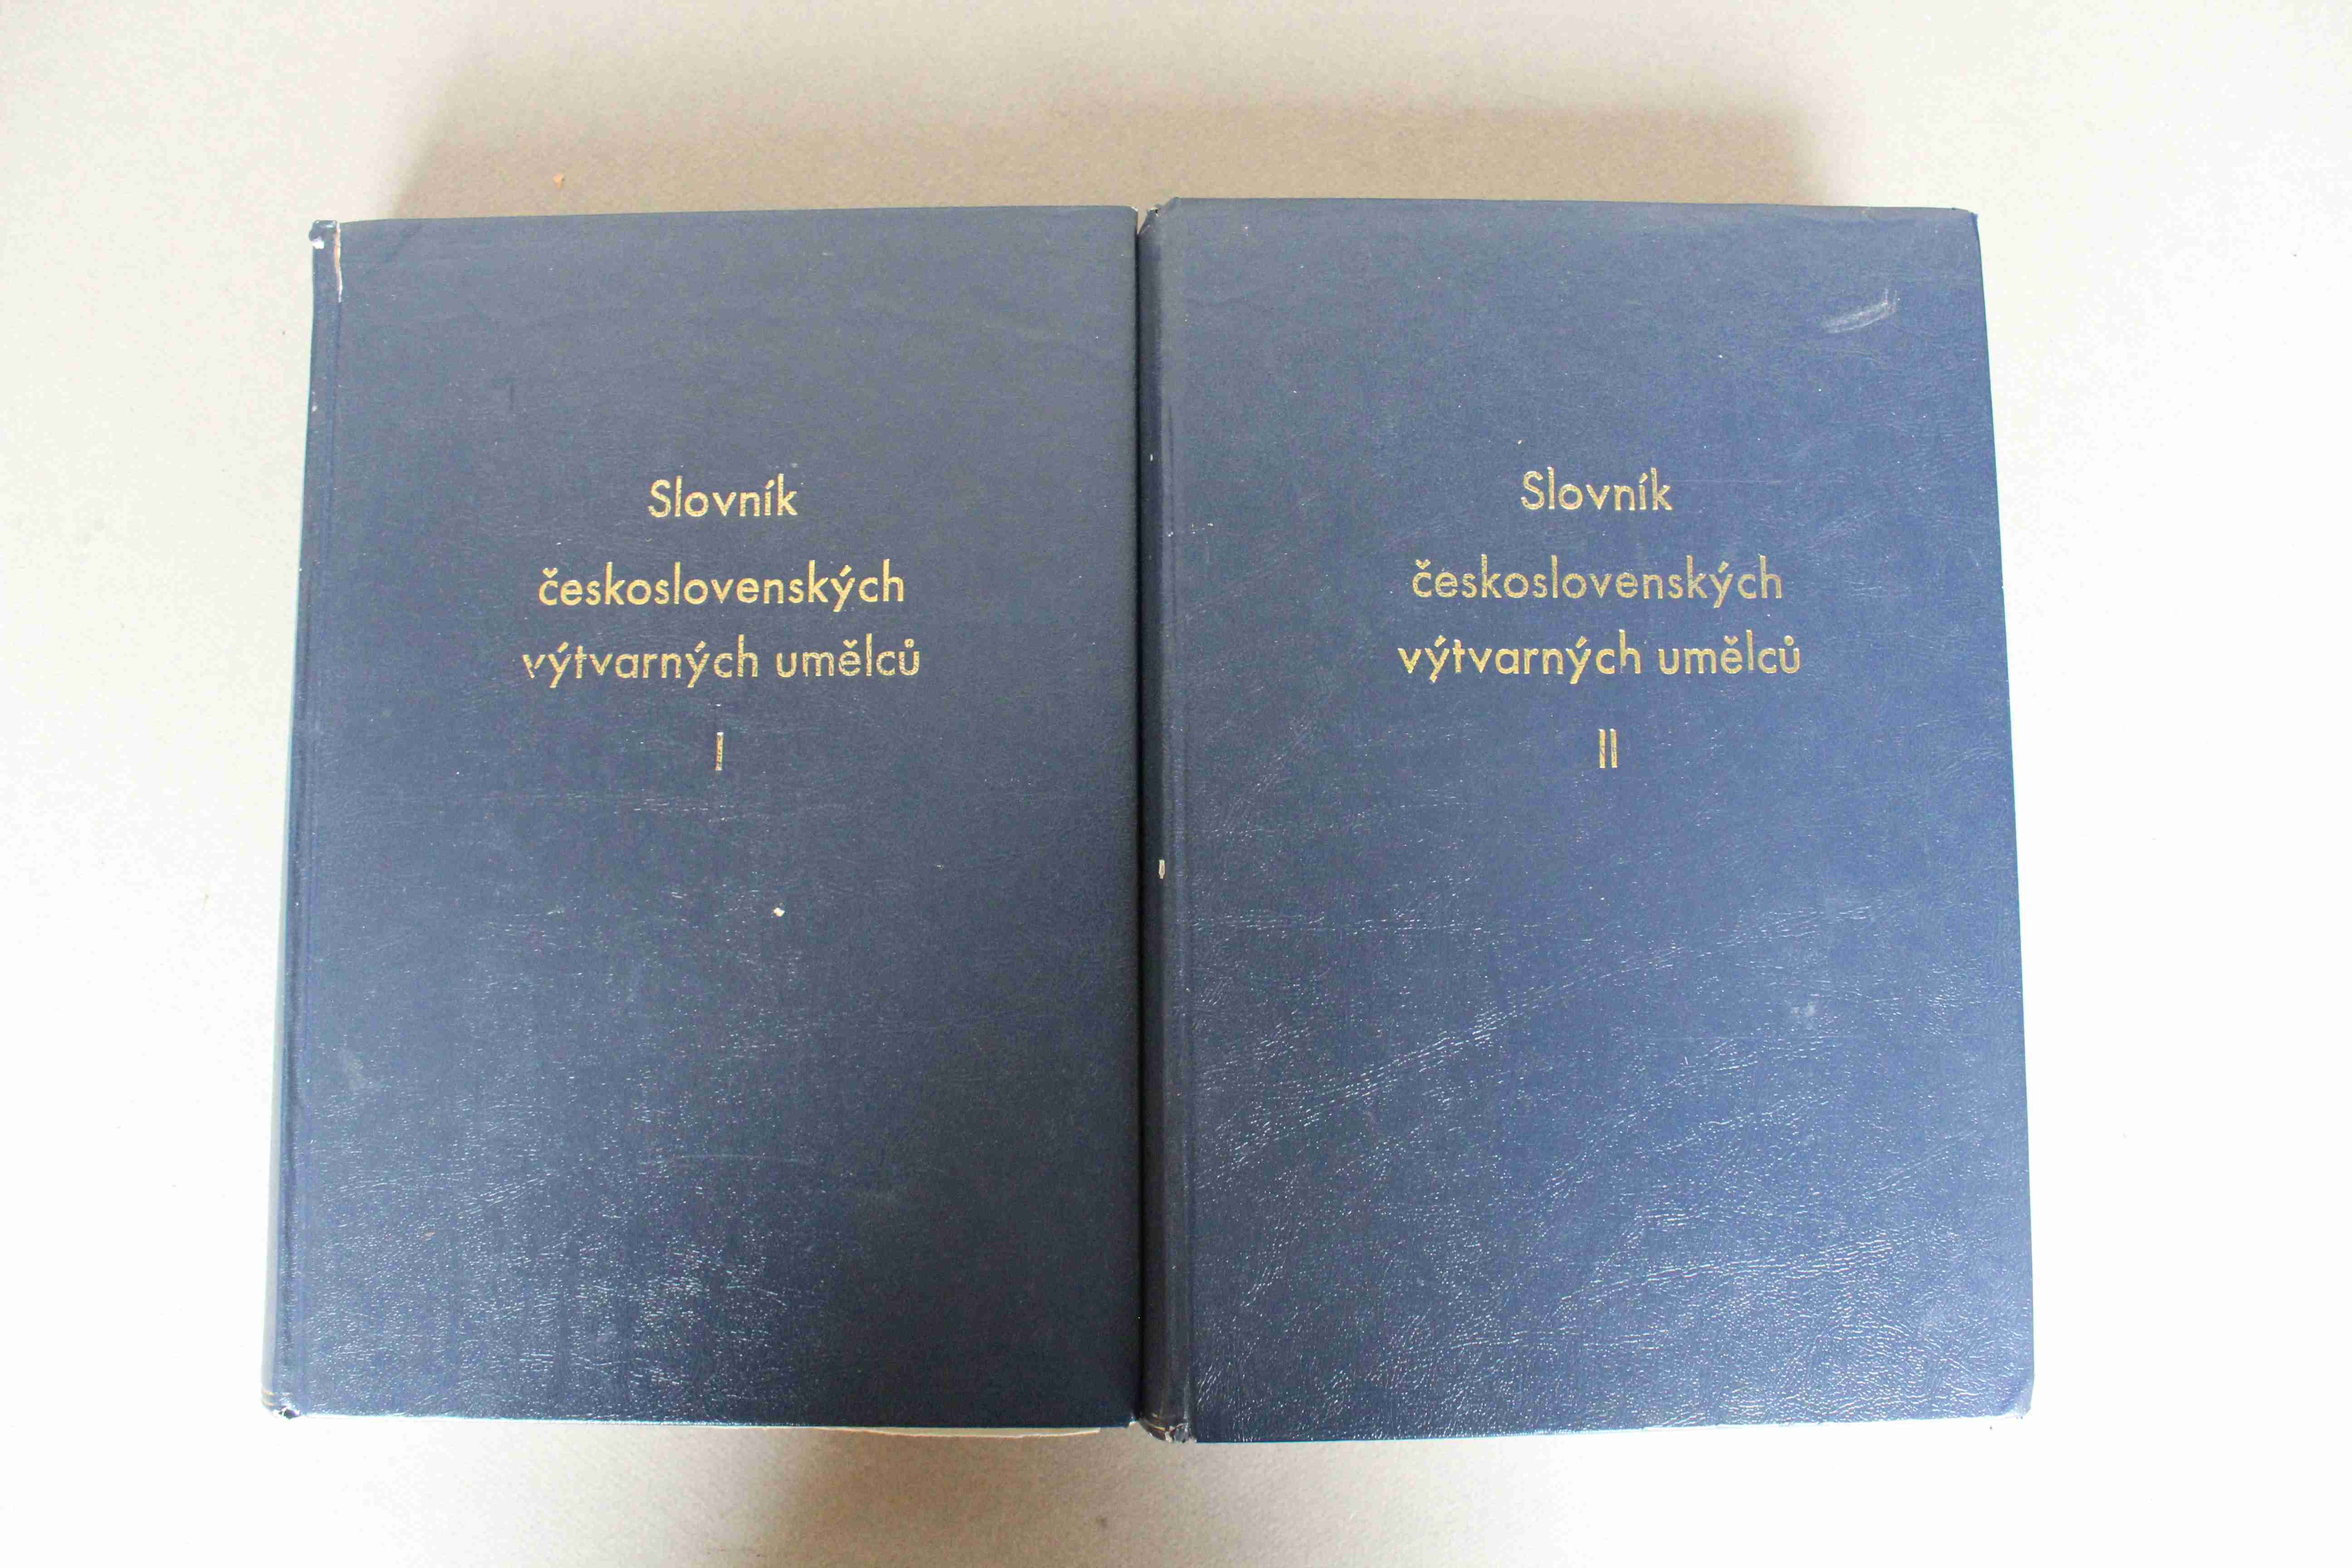 Slovník
československých
výtvarných umělců
I
Slovník
československých
výtvarných umělců
II